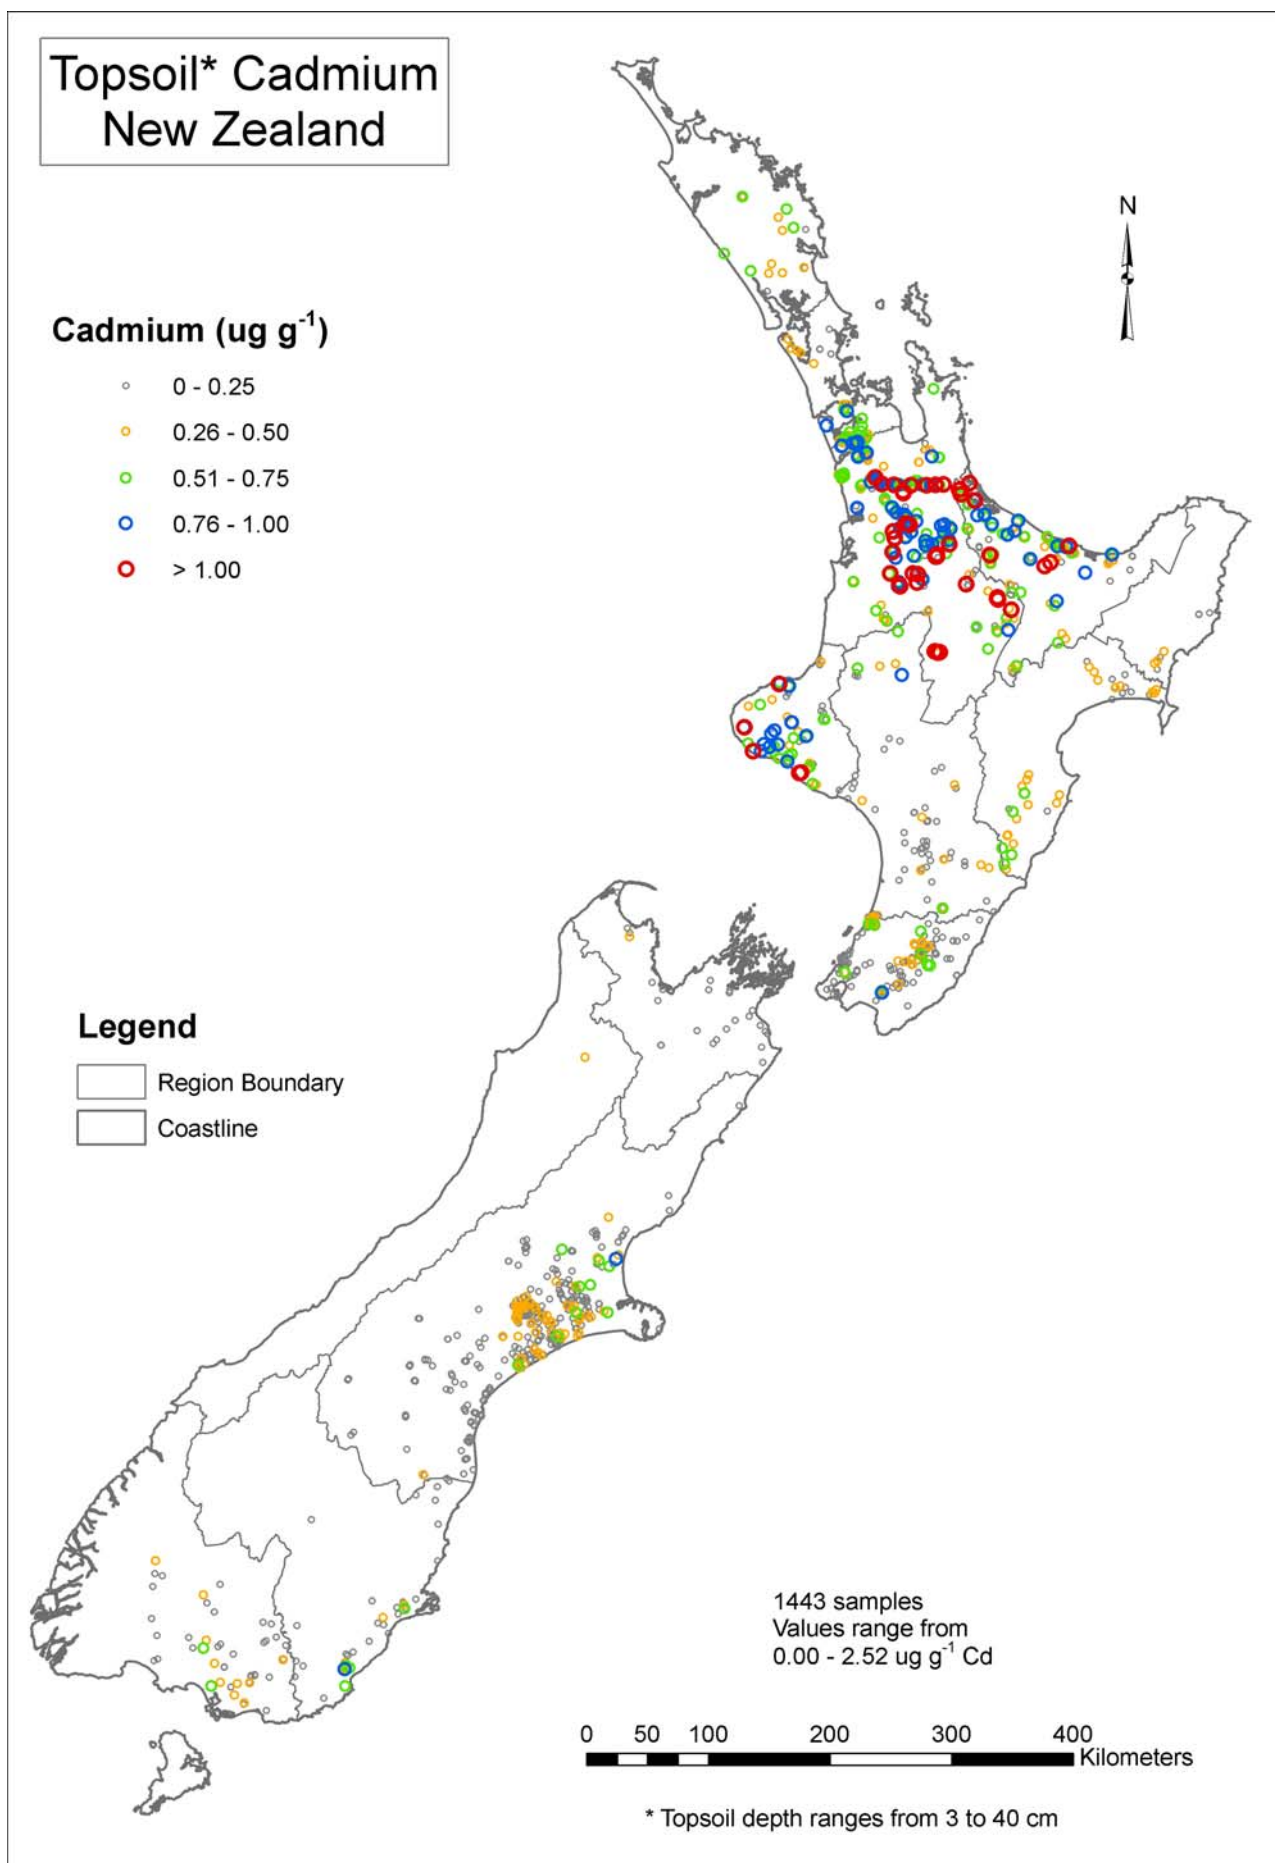 Topsoil* Cadmium
New Zealand
N
Cadmium (ug g⁻¹)
0 - 0.25
0.26 - 0.50
0.51 - 0.75
0.76 - 1.00
> 1.00
Legend
Region Boundary
Coastline
1443 samples
Values range from
0.00 - 2.52 ug g⁻¹ Cd
0 50 100 200 300 400
Kilometers
* Topsoil depth ranges from 3 to 40 cm